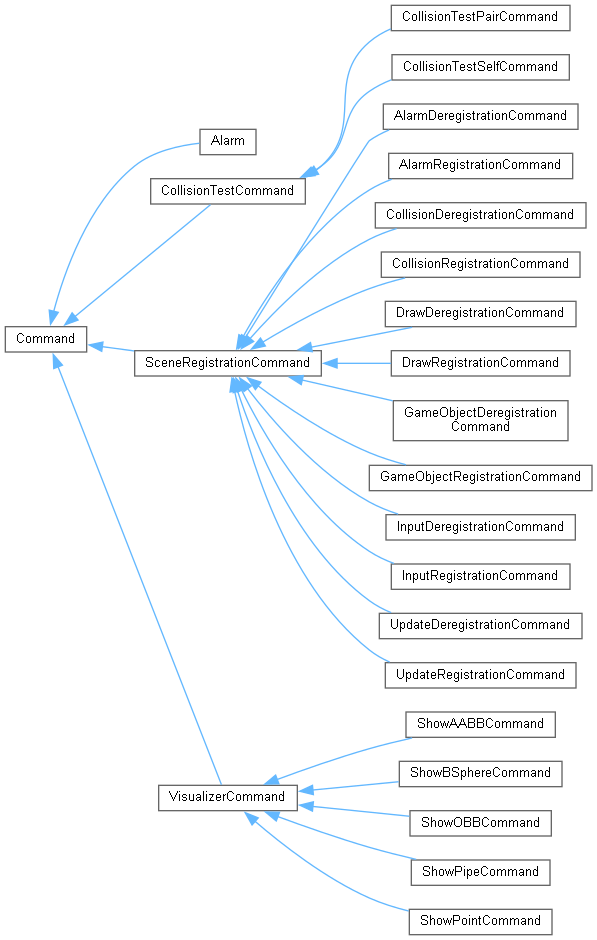 CollisionTestPairCommand
CollisionTestSelfCommand
AlarmDeregistrationCommand
Alarm
AlarmRegistrationCommand
CollisionTestCommand
CollisionDeregistrationCommand
CollisionRegistrationCommand
DrawDeregistrationCommand
Command
SceneRegistrationCommand
DrawRegistrationCommand
GameObjectDeregistration
Command
GameObjectRegistrationCommand
InputDeregistrationCommand
InputRegistrationCommand
UpdateDeregistrationCommand
UpdateRegistrationCommand
ShowAABBCommand
ShowBSphereCommand
VisualizerCommand
ShowOBBCommand
ShowPipeCommand
ShowPointCommand